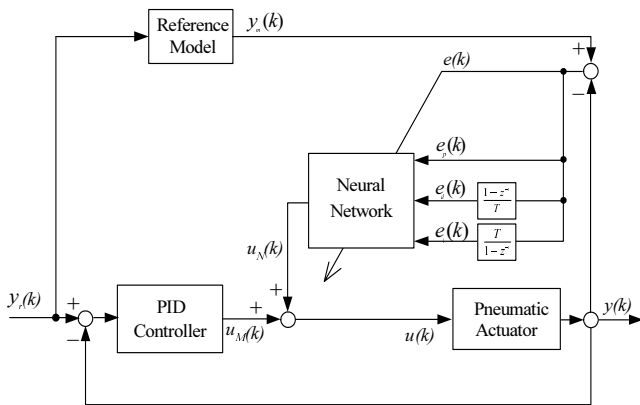 Reference
Model
y_m(k)
+
e(k)
−
e_p(k)
Neural
Network
e_d(k)
1-z^-1
T
e_i(k)
T
1-z^-1
u_N(k)
+
y_r(k)
+
−
PID
Controller
+
u_M(k)
u(k)
Pneumatic
Actuator
y(k)